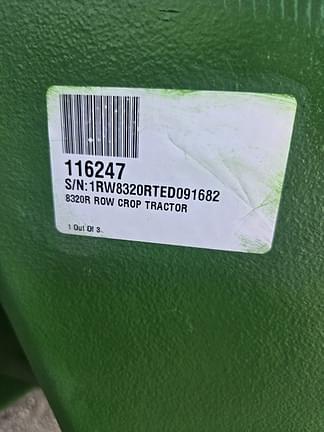 116247
S/N:1RW8320RTED091682
8320R ROW CROP TRACTOR
1 Out Of 3